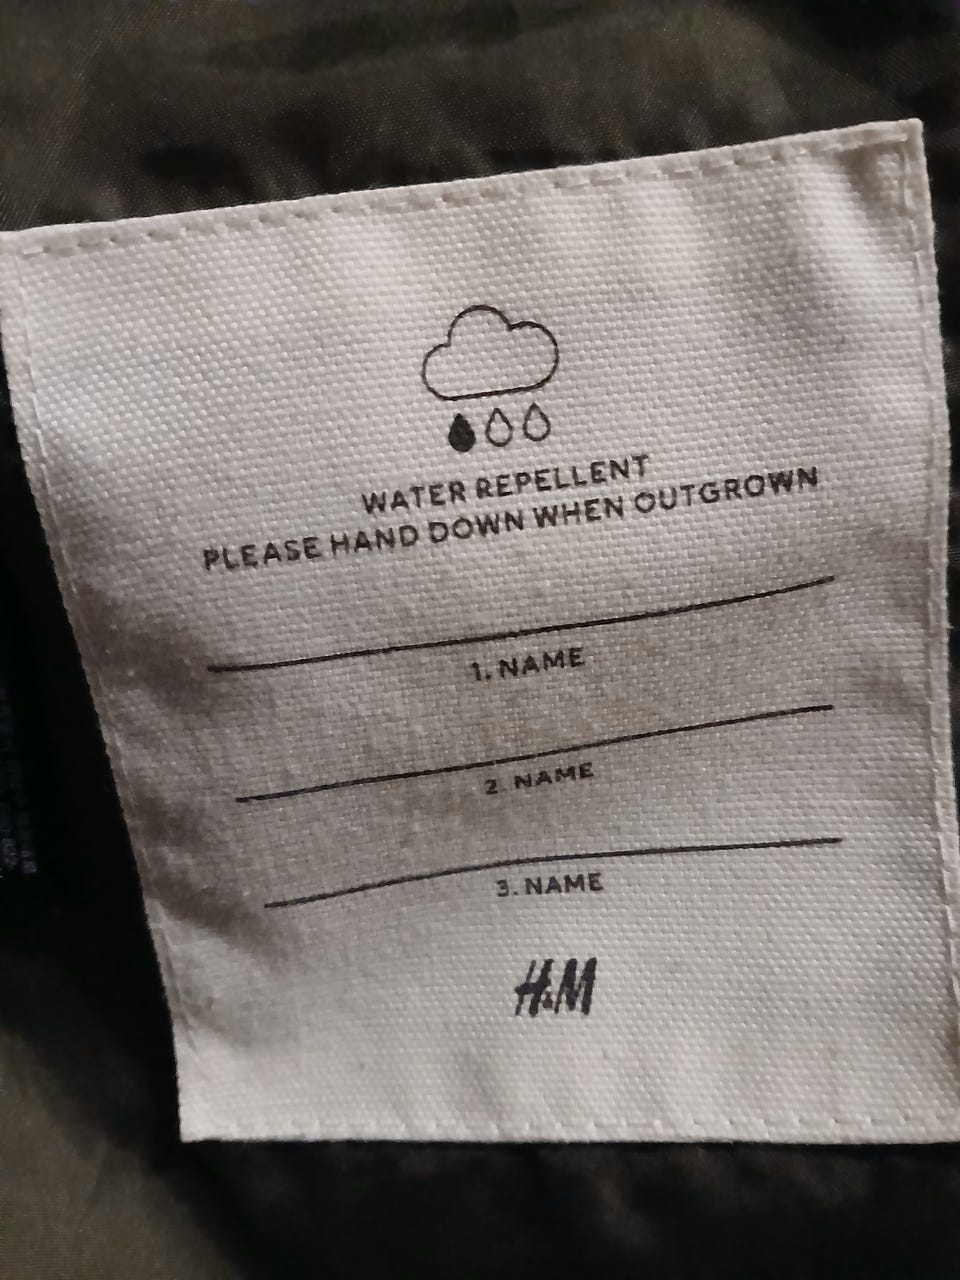 WATER REPELLENT
PLEASE HAND DOWN WHEN OUTGROWN
1. NAME
2. NAME
3. NAME
H&M